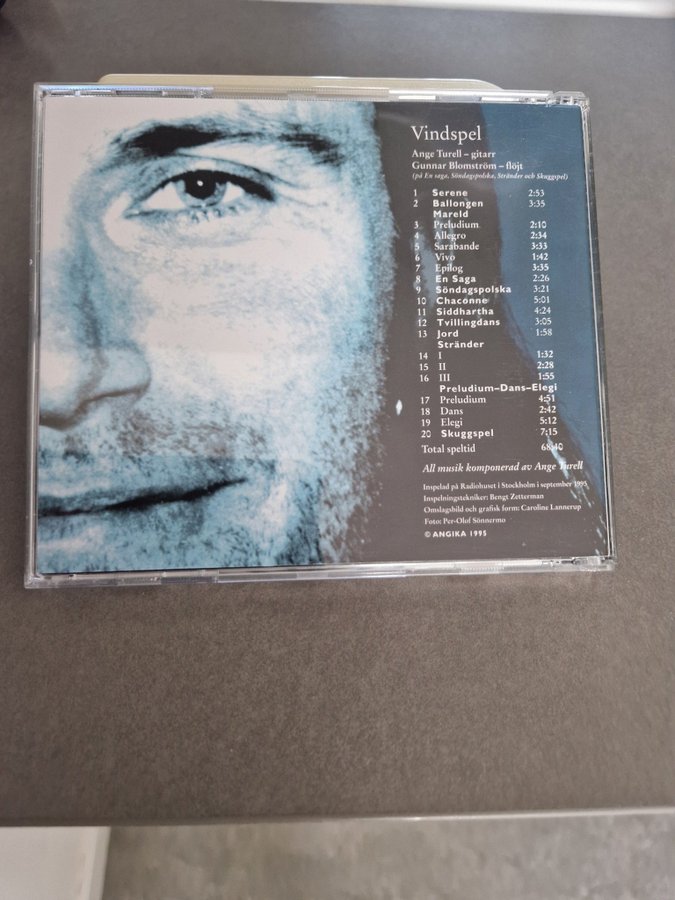 Vindspel
Ange Turell – gitarr
Gunnar Blomström – flöjt
(på En saga, Söndagspolska, Stränder och Skuggspel)
1 Serene 2:53
2 Ballongen 3:35
Mareld
3 Preludium 2:10
4 Allegro 2:34
5 Sarabande 3:33
6 Vivo 1:42
7 Epilog 3:35
8 En Saga 2:26
9 Söndagspolska 3:21
10 Chaconne 5:01
11 Siddhartha 4:24
12 Tvillingdans 3:05
13 Jord 1:58
Stränder
14 I 1:32
15 II 2:28
16 III 1:55
Preludium–Dans–Elegi
17 Preludium 4:51
18 Dans 2:42
19 Elegi 5:12
20 Skuggspel 7:15
Total speltid 68:40
All musik komponerad av Ange Turell
Inspelad på Radiohuset i Stockholm i september 1995
Inspelningstekniker: Bengt Zetterman
Omslagsbild och grafisk form: Caroline Lannerup
Foto: Per-Olof Sönnermo
© ANGIKA 1995